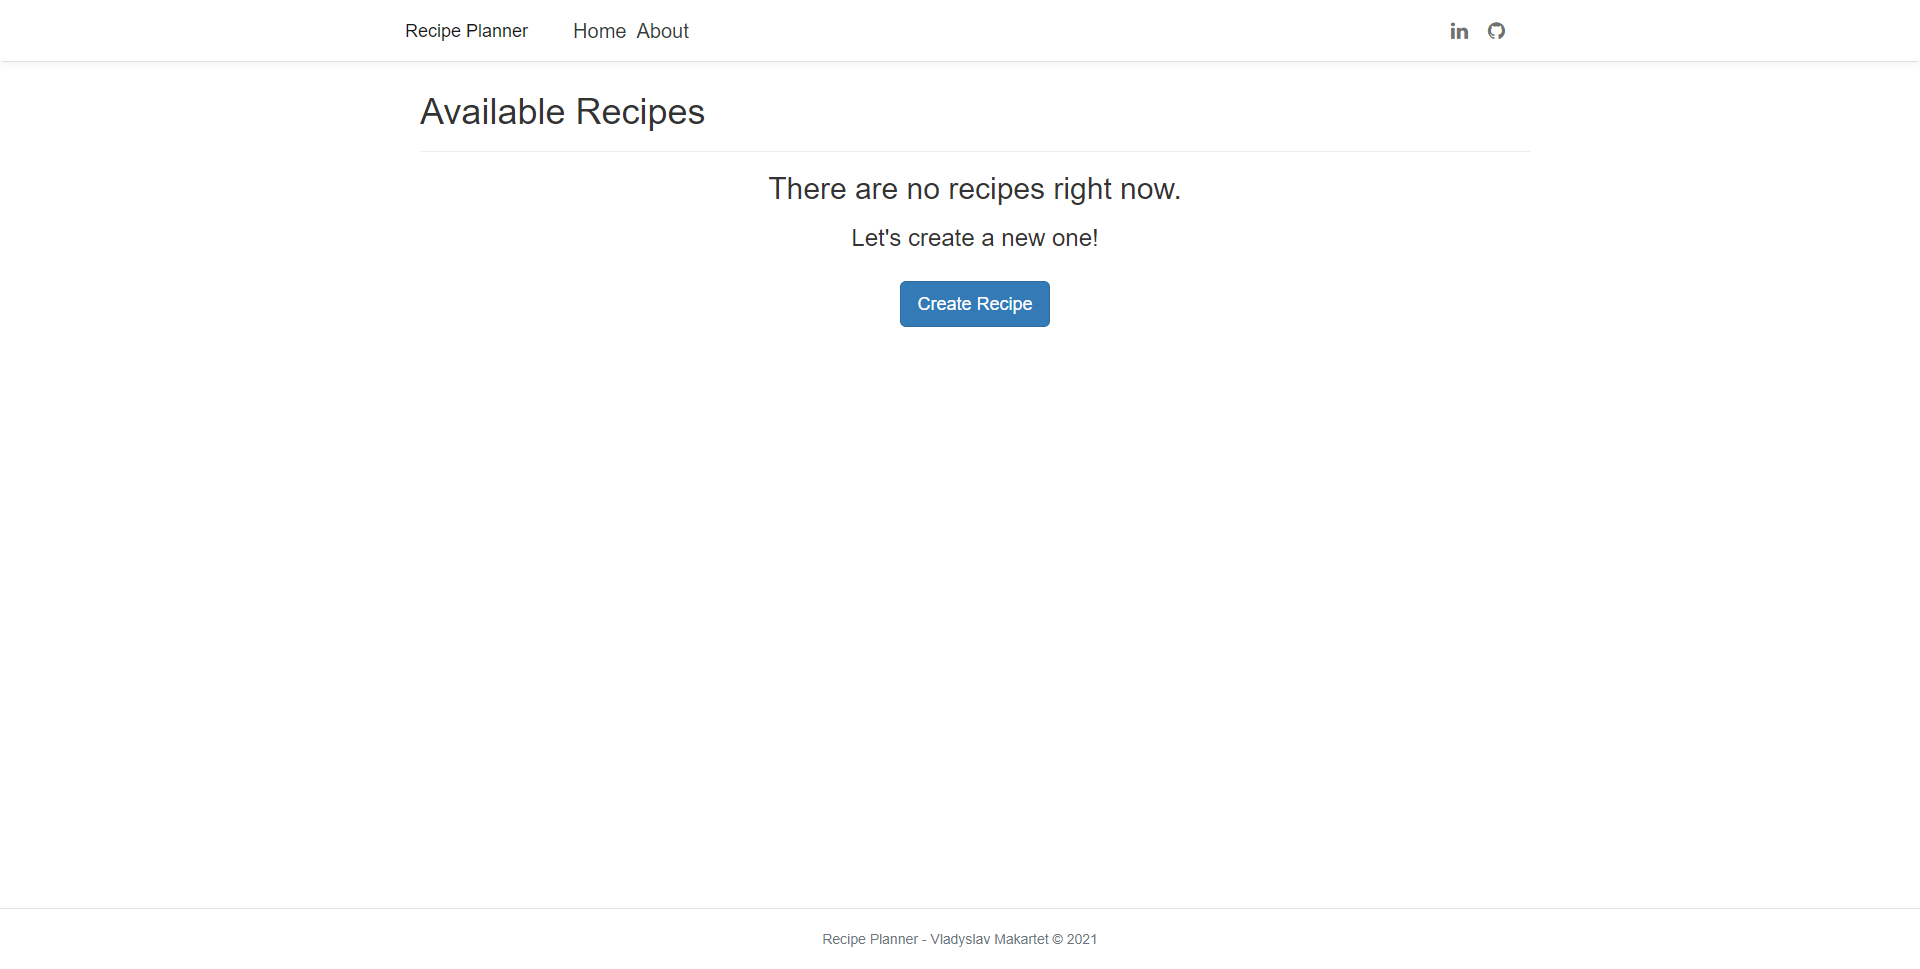 Recipe Planner Home About
Available Recipes
There are no recipes right now.
Let's create a new one!
Create Recipe
Recipe Planner - Vladyslav Makartet © 2021